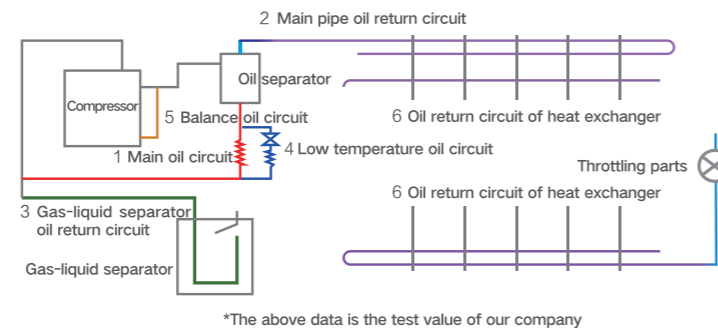 2 Main pipe oil return circuit
Oil separator
Compressor
5 Balance oil circuit
6 Oil return circuit of heat exchanger
1 Main oil circuit
4 Low temperature oil circuit
Throttling parts
6 Oil return circuit of heat exchanger
3 Gas-liquid separator
oil return circuit
Gas-liquid separator
*The above data is the test value of our company